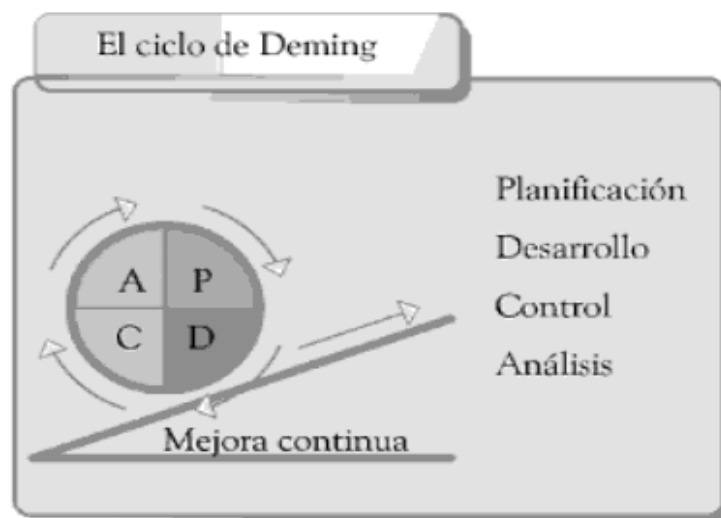 El ciclo de Deming
Planificación
Desarrollo
Control
Análisis
A P
C D
Mejora continua